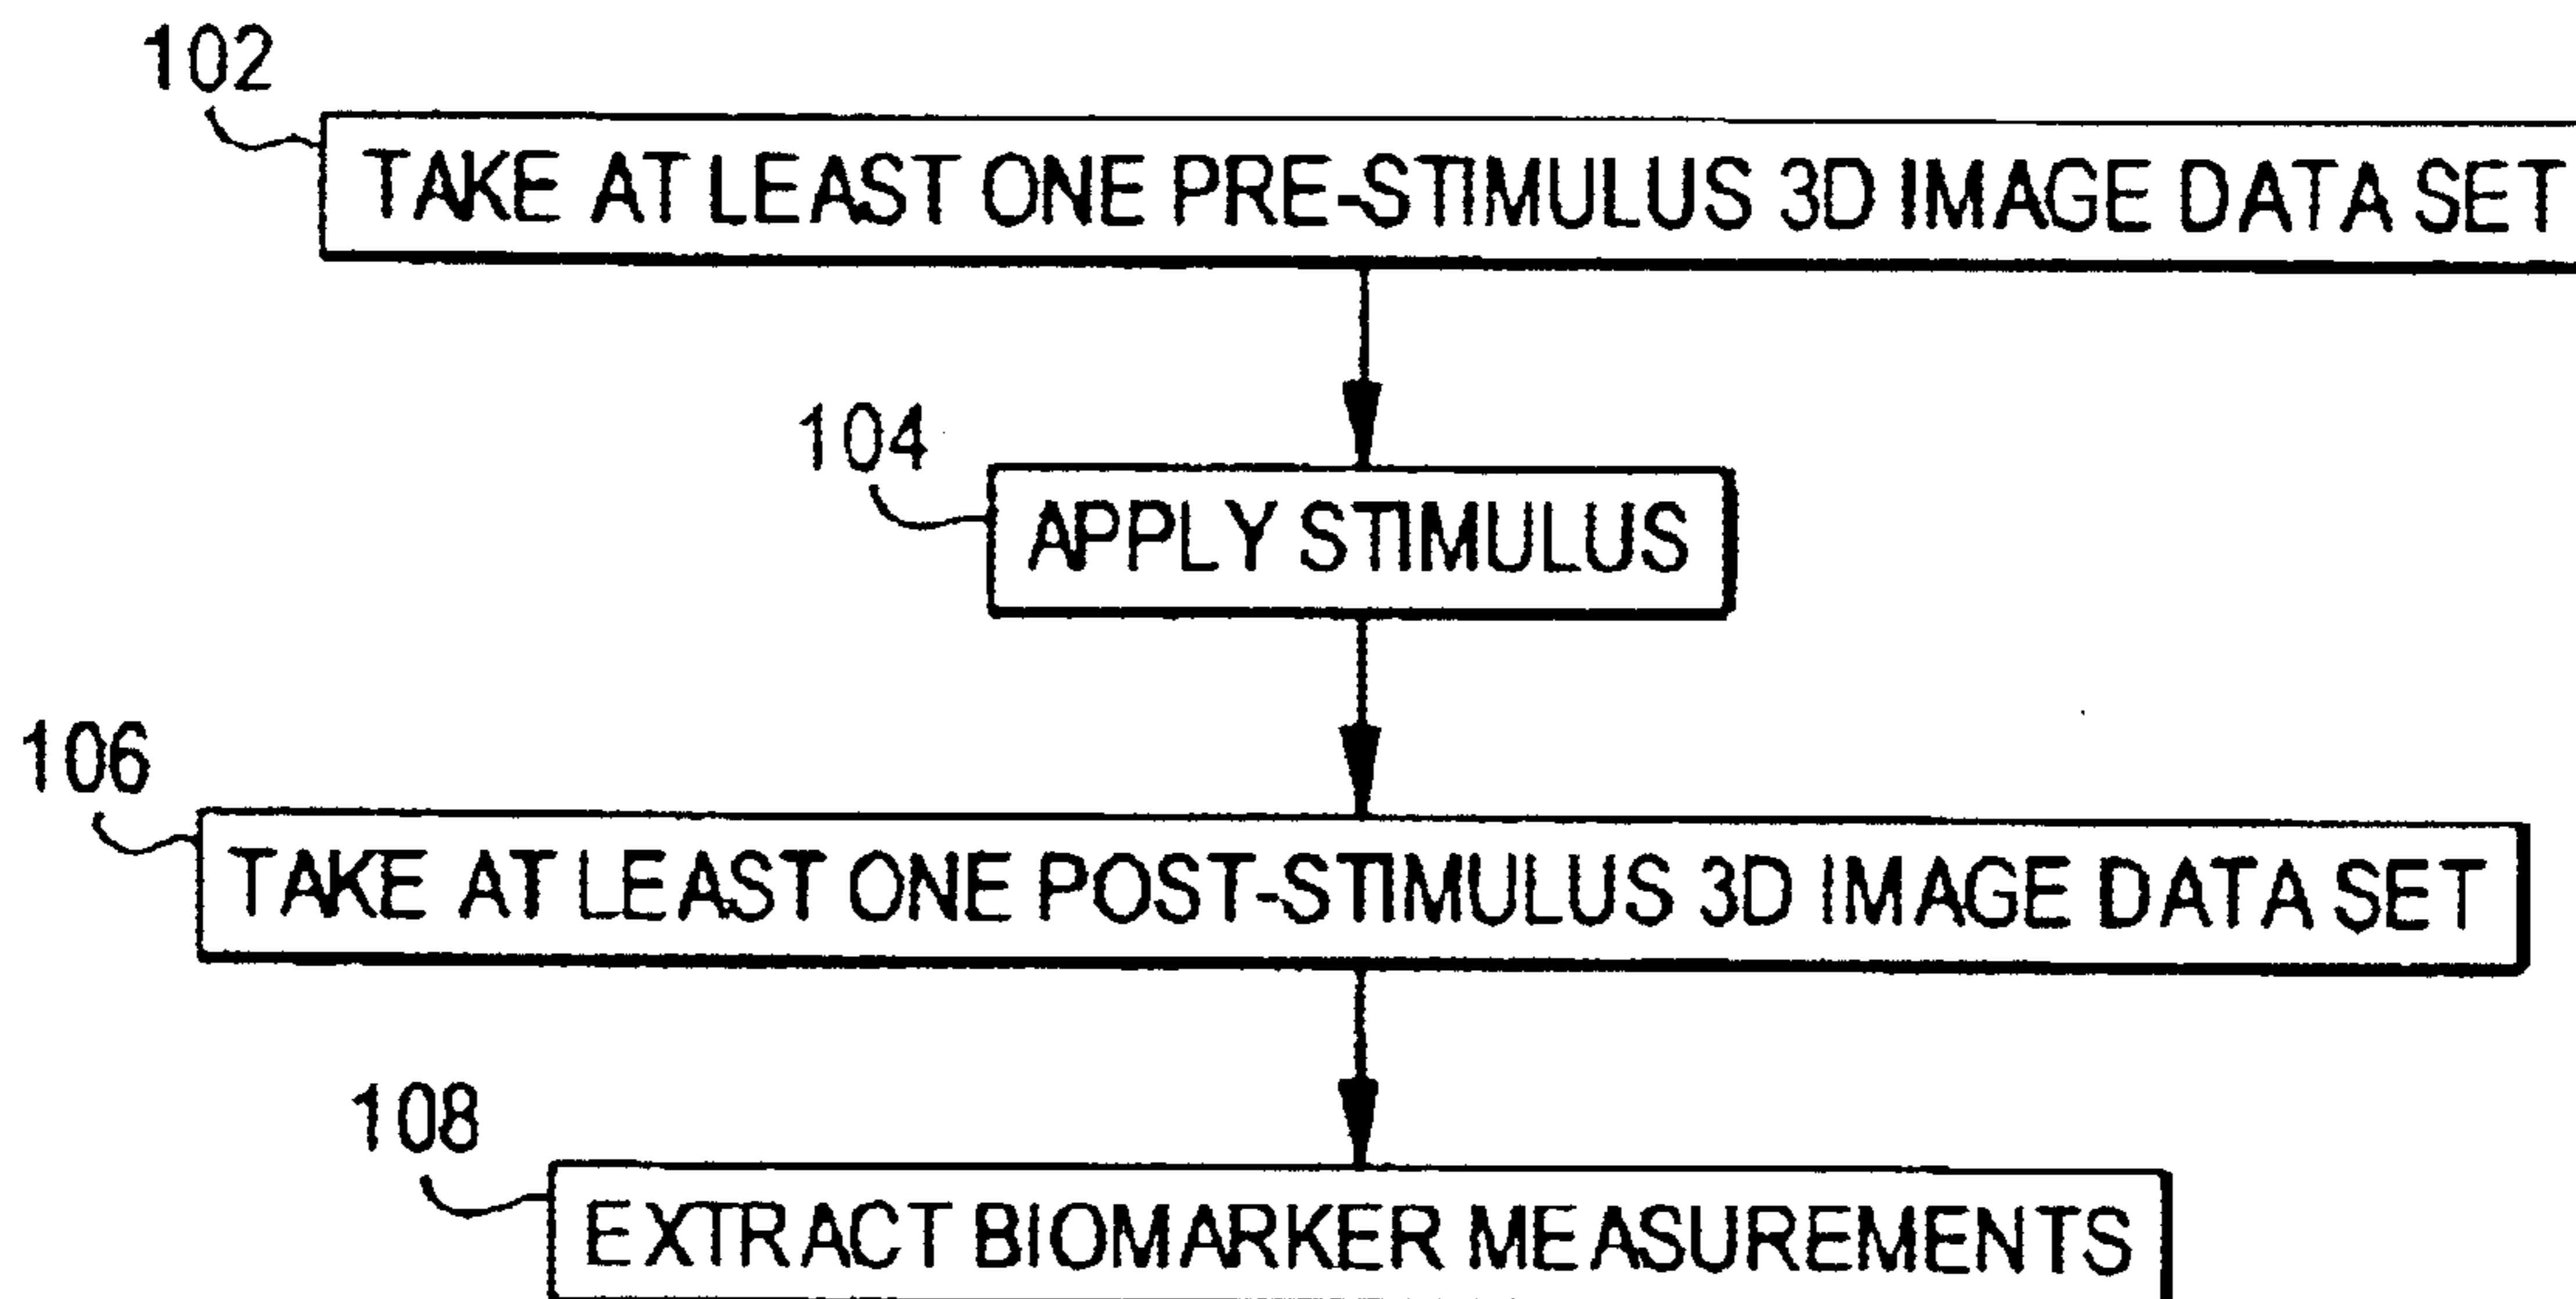 102
TAKE AT LEAST ONE PRE-STIMULUS 3D IMAGE DATA SET
104
APPLY STIMULUS
106
TAKE AT LEAST ONE POST-STIMULUS 3D IMAGE DATA SET
108
EXTRACT BIOMARKER MEASUREMENTS